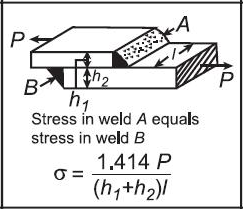 A
P
l
h₂
B
P
h₁
Stress in weld A equals
stress in weld B
σ = 1.414 P / (h₁+h₂)l